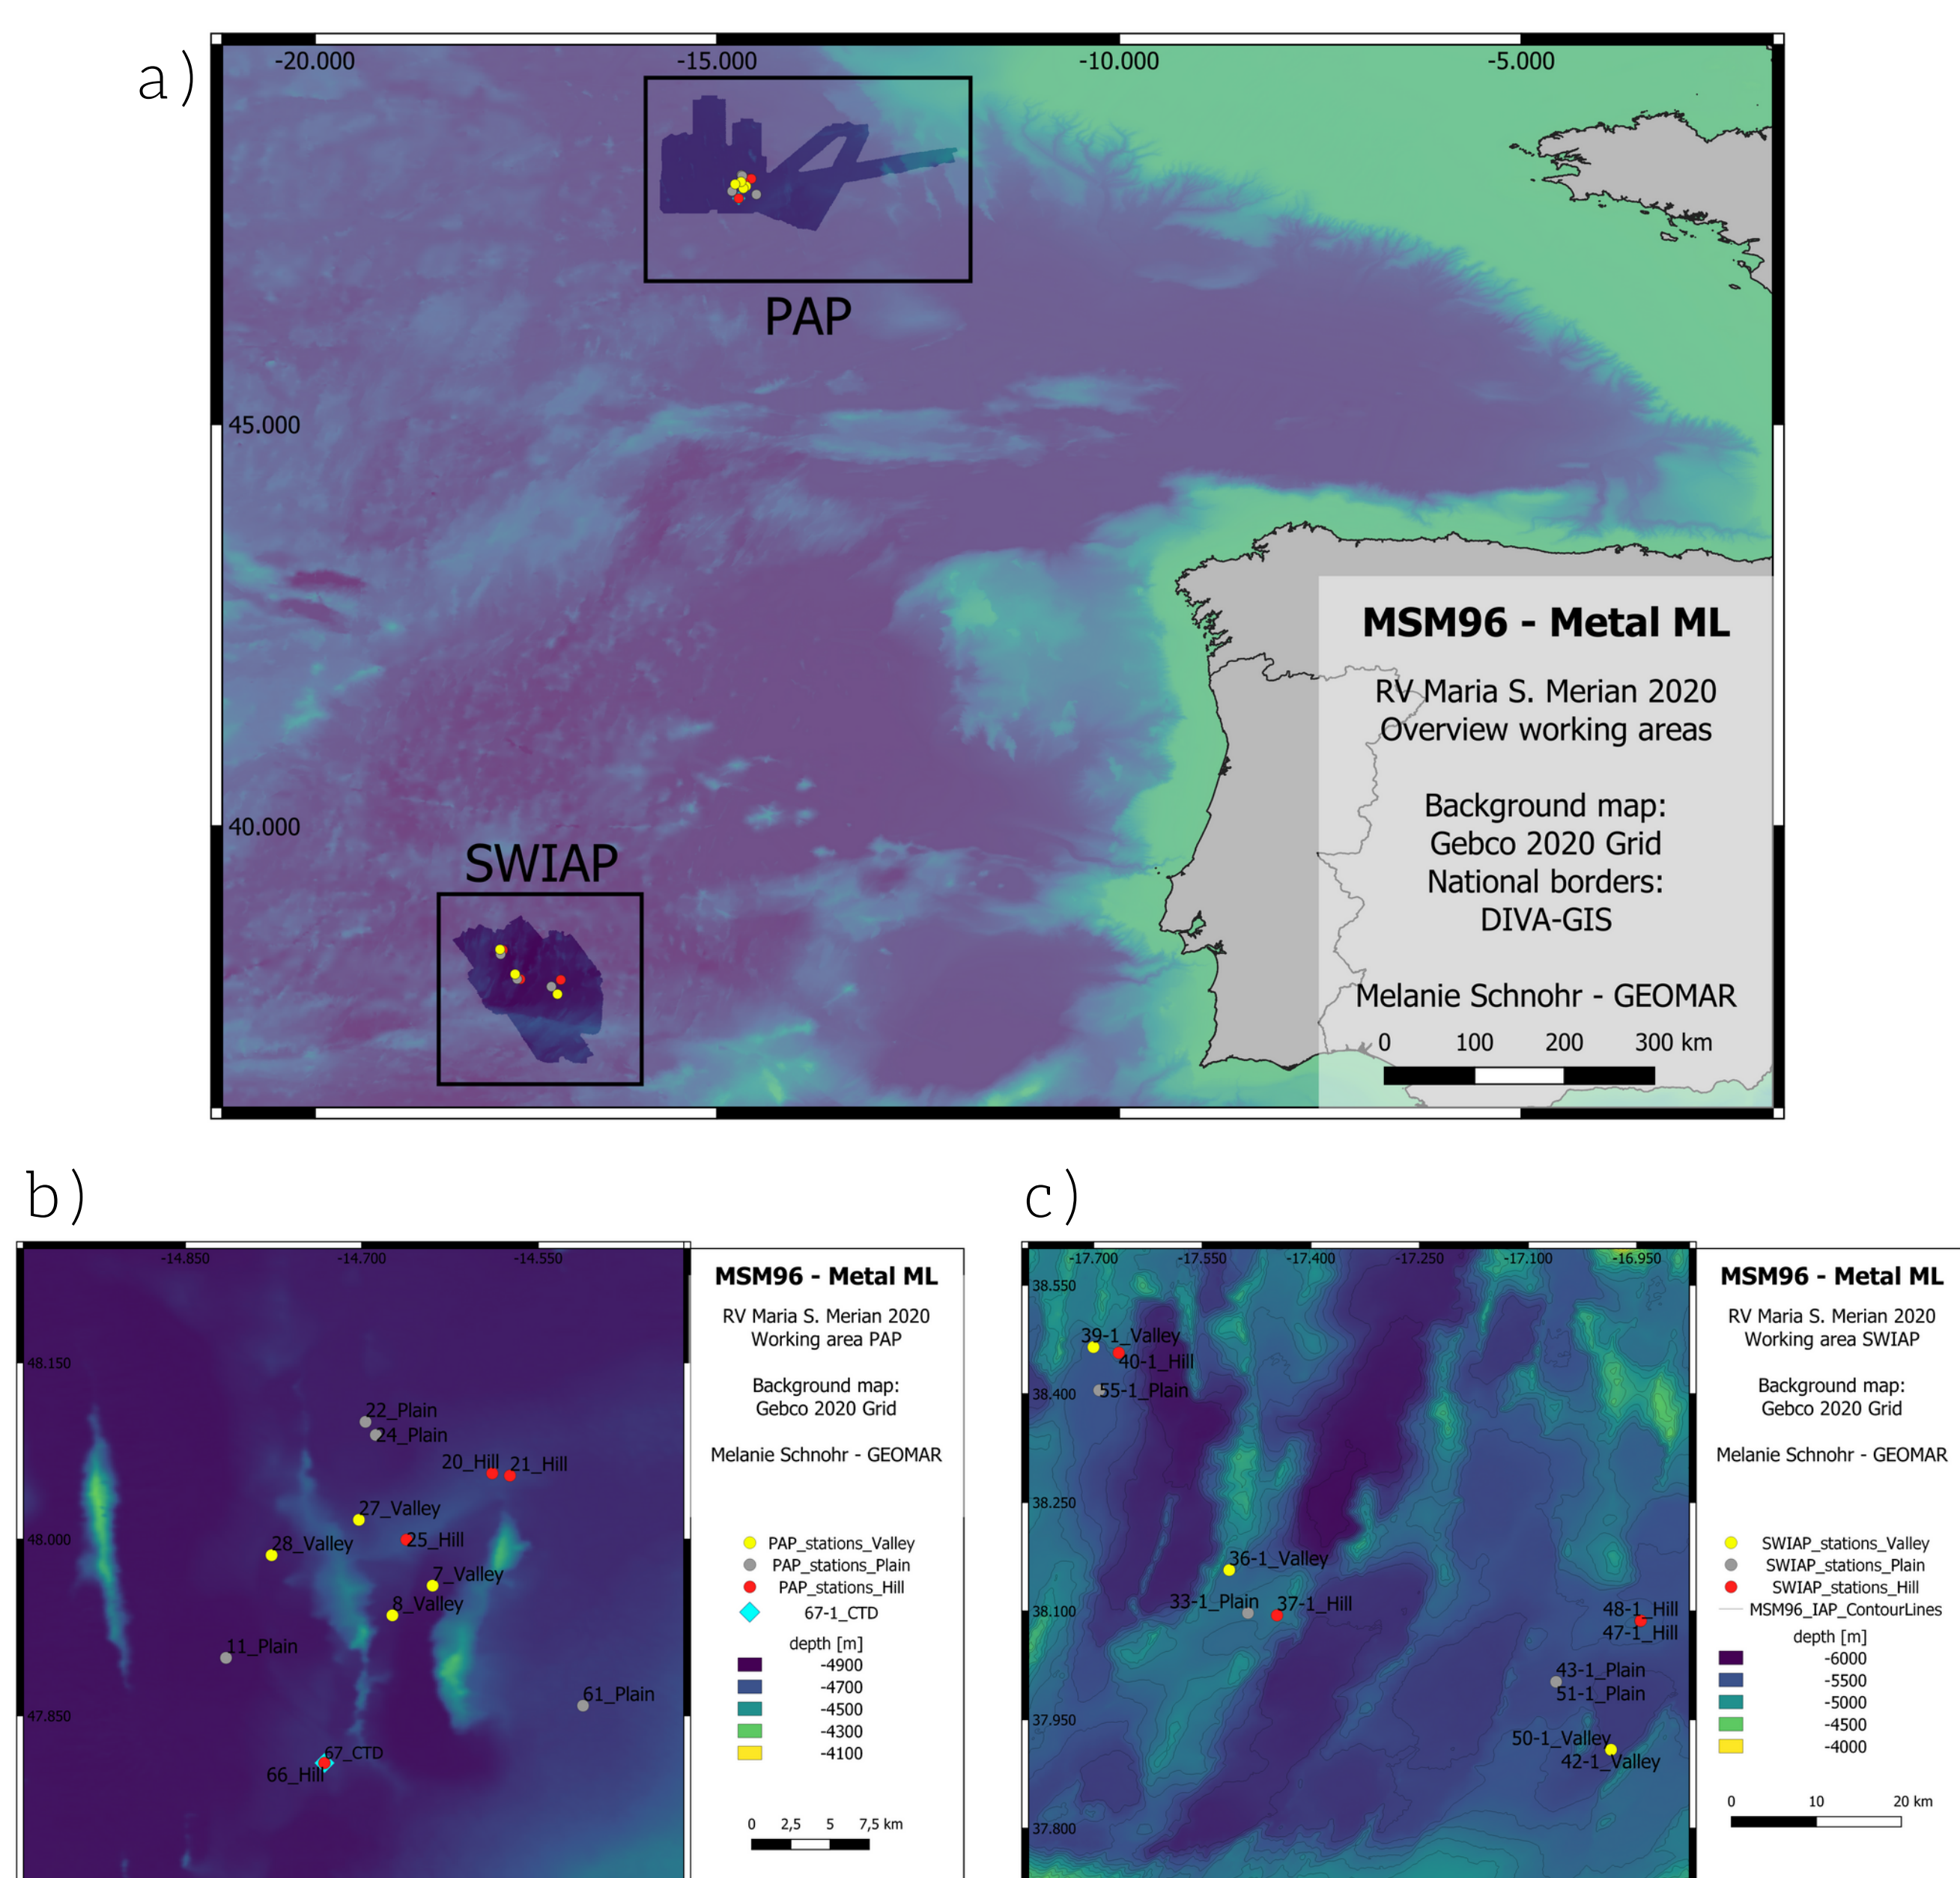 a)
-20.000
-15.000
-10.000
-5.000
PAP
45.000
40.000
SWIAP
MSM96 - Metal ML
RV Maria S. Merian 2020
Overview working areas
Background map:
Gebco 2020 Grid
National borders:
DIVA-GIS
Melanie Schnohr - GEOMAR
0 100 200 300 km
b)
-14.850
-14.700
-14.550
48.150
22_Plain
24_Plain
20_Hill
21_Hill
27_Valley
48.000
25_Hill
28_Valley
7_Valley
8_Valley
11_Plain
61_Plain
47.850
67_CTD
66_Hill
MSM96 - Metal ML
RV Maria S. Merian 2020
Working area PAP
Background map:
Gebco 2020 Grid
Melanie Schnohr - GEOMAR
PAP_stations_Valley
PAP_stations_Plain
PAP_stations_Hill
67-1_CTD
depth [m]
-4900
-4700
-4500
-4300
-4100
0 2,5 5 7,5 km
c)
-17.700
-17.550
-17.400
-17.250
-17.100
-16.950
38.550
39-1_Valley
40-1_Hill
38.400
55-1_Plain
38.250
36-1_Valley
33-1_Plain
37-1_Hill
38.100
48-1_Hill
47-1_Hill
43-1_Plain
51-1_Plain
37.950
50-1_Valley
42-1_Valley
37.800
MSM96 - Metal ML
RV Maria S. Merian 2020
Working area SWIAP
Background map:
Gebco 2020 Grid
Melanie Schnohr - GEOMAR
SWIAP_stations_Valley
SWIAP_stations_Plain
SWIAP_stations_Hill
MSM96_IAP_ContourLines
depth [m]
-6000
-5500
-5000
-4500
-4000
0 10 20 km